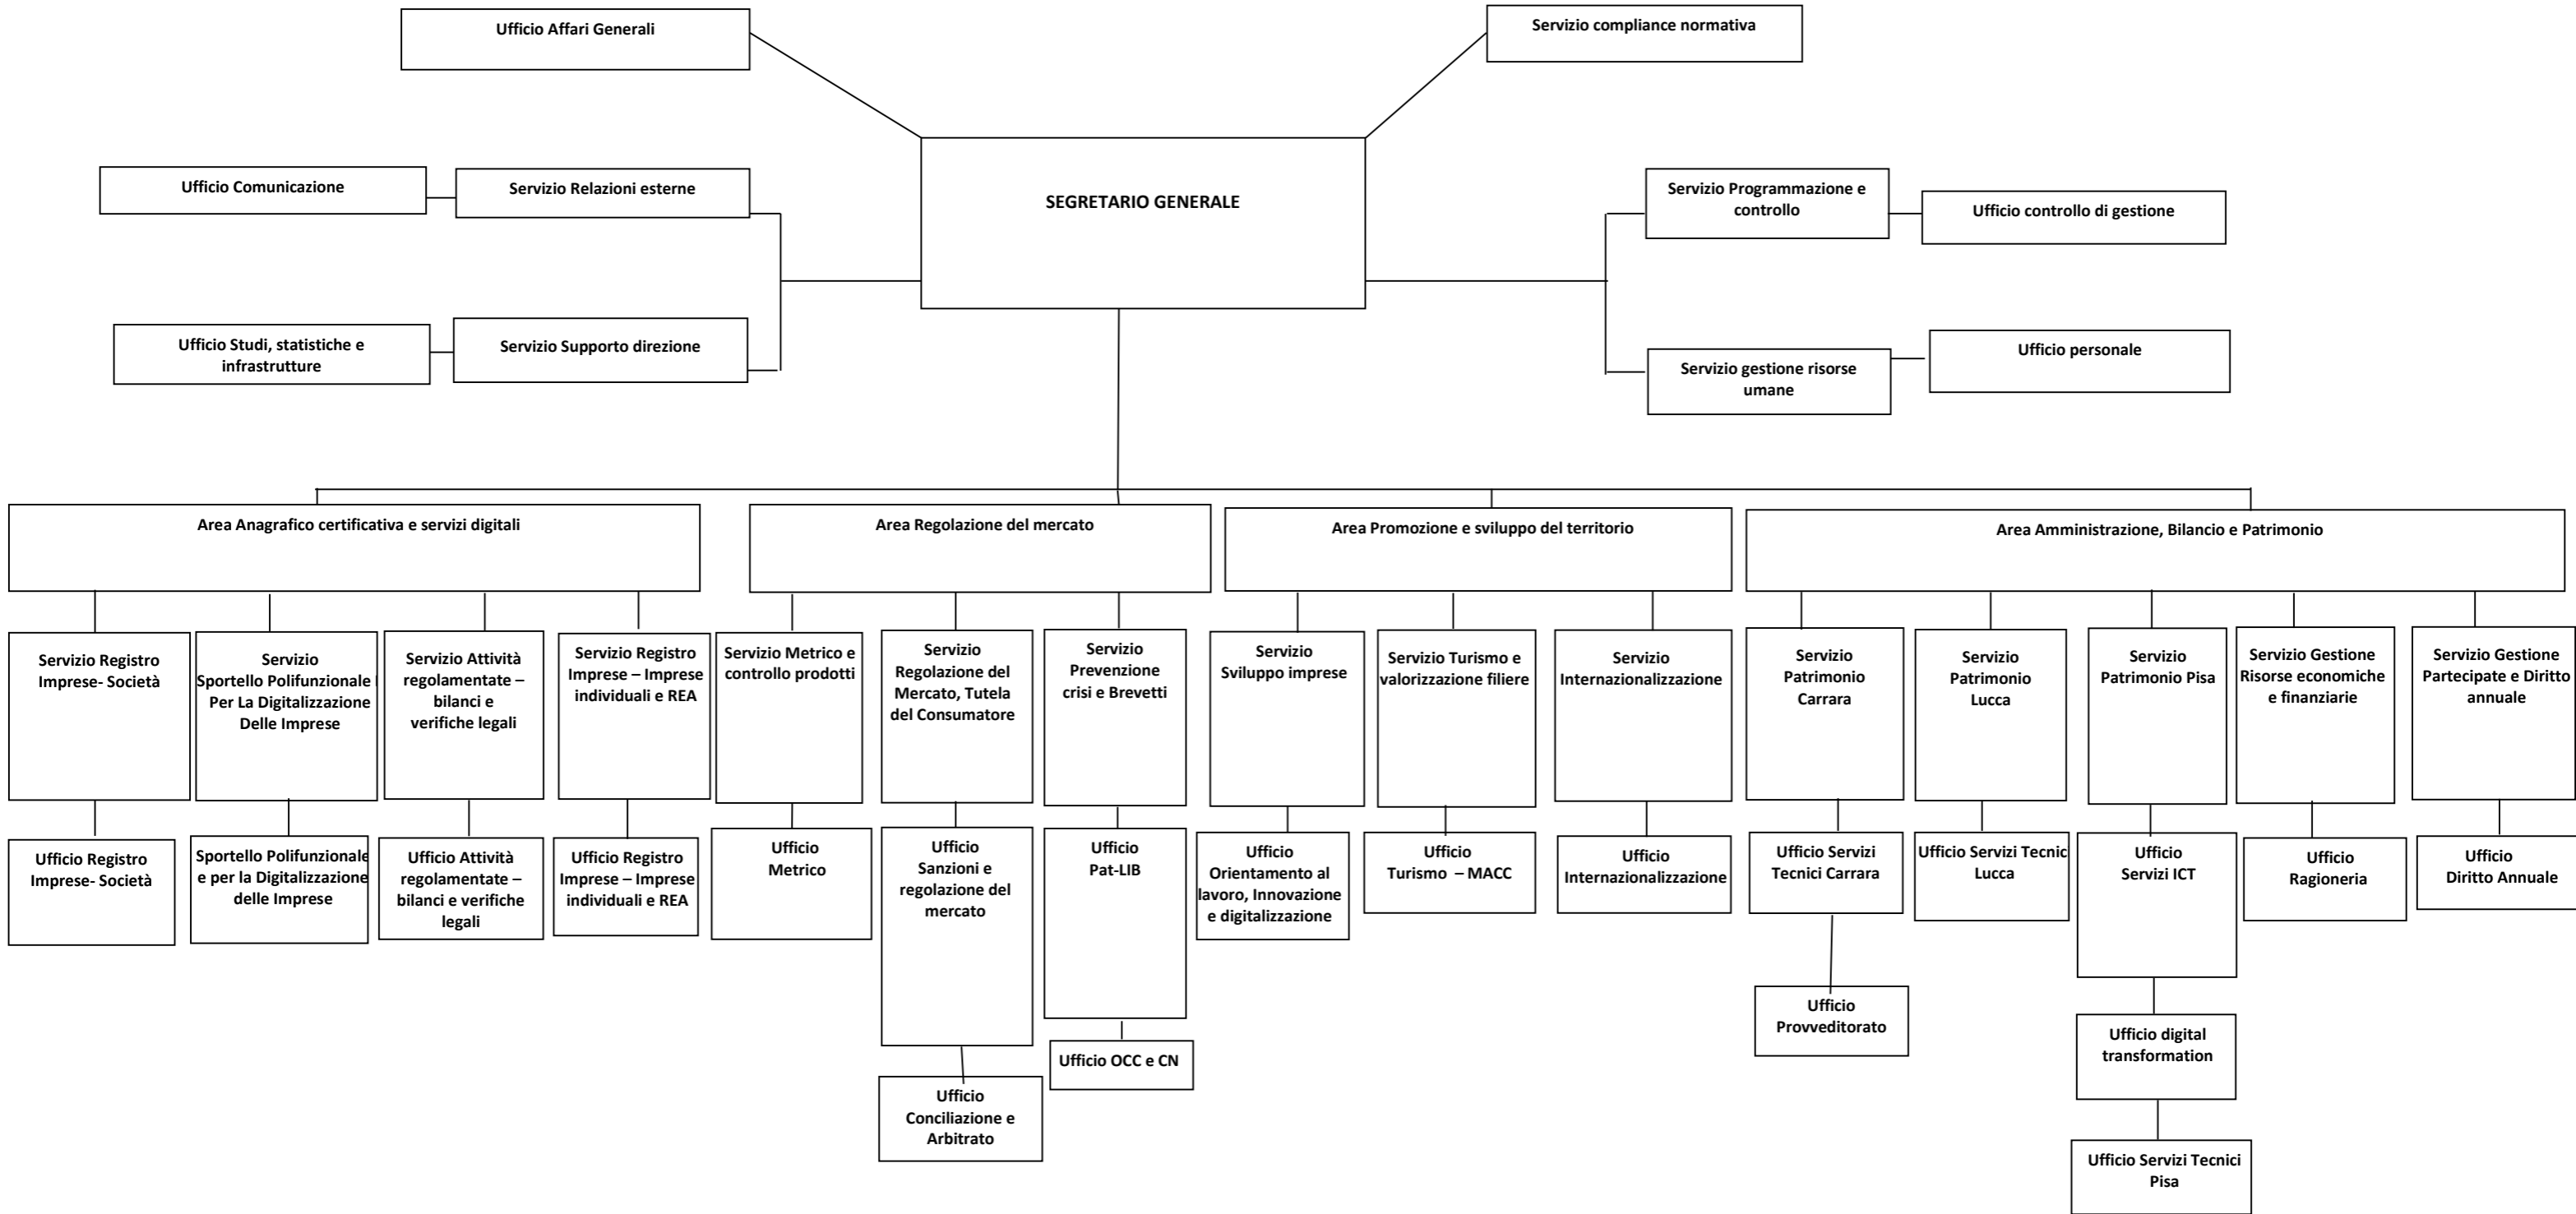 Ufficio Affari Generali
Servizio compliance normativa
SEGRETARIO GENERALE
Ufficio Comunicazione
Servizio Relazioni esterne
Servizio Programmazione e
controllo
Ufficio controllo di gestione
Ufficio Studi, statistiche e
infrastrutture
Servizio Supporto direzione
Servizio gestione risorse
umane
Ufficio personale
Area Anagrafico certificativa e servizi digitali
Area Regolazione del mercato
Area Promozione e sviluppo del territorio
Area Amministrazione, Bilancio e Patrimonio
Servizio Registro
Imprese- Società
Servizio
Sportello Polifunzionale
Per La Digitalizzazione
Delle Imprese
Servizio Attività
regolamentate –
bilanci e
verifiche legali
Servizio Registro
Imprese – Imprese
individuali e REA
Servizio Metrico e
controllo prodotti
Servizio
Regolazione del
Mercato, Tutela
del Consumatore
Servizio
Prevenzione
crisi e Brevetti
Servizio
Sviluppo imprese
Servizio Turismo e
valorizzazione filiere
Servizio
Internazionalizzazione
Servizio
Patrimonio
Carrara
Servizio
Patrimonio
Lucca
Servizio
Patrimonio Pisa
Servizio Gestione
Risorse economiche
e finanziarie
Servizio Gestione
Partecipate e Diritto
annuale
Ufficio Registro
Imprese- Società
Sportello Polifunzionale
e per la Digitalizzazione
delle Imprese
Ufficio Attività
regolamentate –
bilanci e verifiche
legali
Ufficio Registro
Imprese – Imprese
individuali e REA
Ufficio
Metrico
Ufficio
Sanzioni e
regolazione del
mercato
Ufficio
Pat-LIB
Ufficio
Orientamento al
lavoro, Innovazione
e digitalizzazione
Ufficio
Turismo – MACC
Ufficio
Internazionalizzazione
Ufficio Servizi
Tecnici Carrara
Ufficio Servizi Tecnic
Lucca
Ufficio
Servizi ICT
Ufficio
Ragioneria
Ufficio
Diritto Annuale
Ufficio
Provveditorato
Ufficio digital
transformation
Ufficio OCC e CN
Ufficio
Conciliazione e
Arbitrato
Ufficio Servizi Tecnici
Pisa